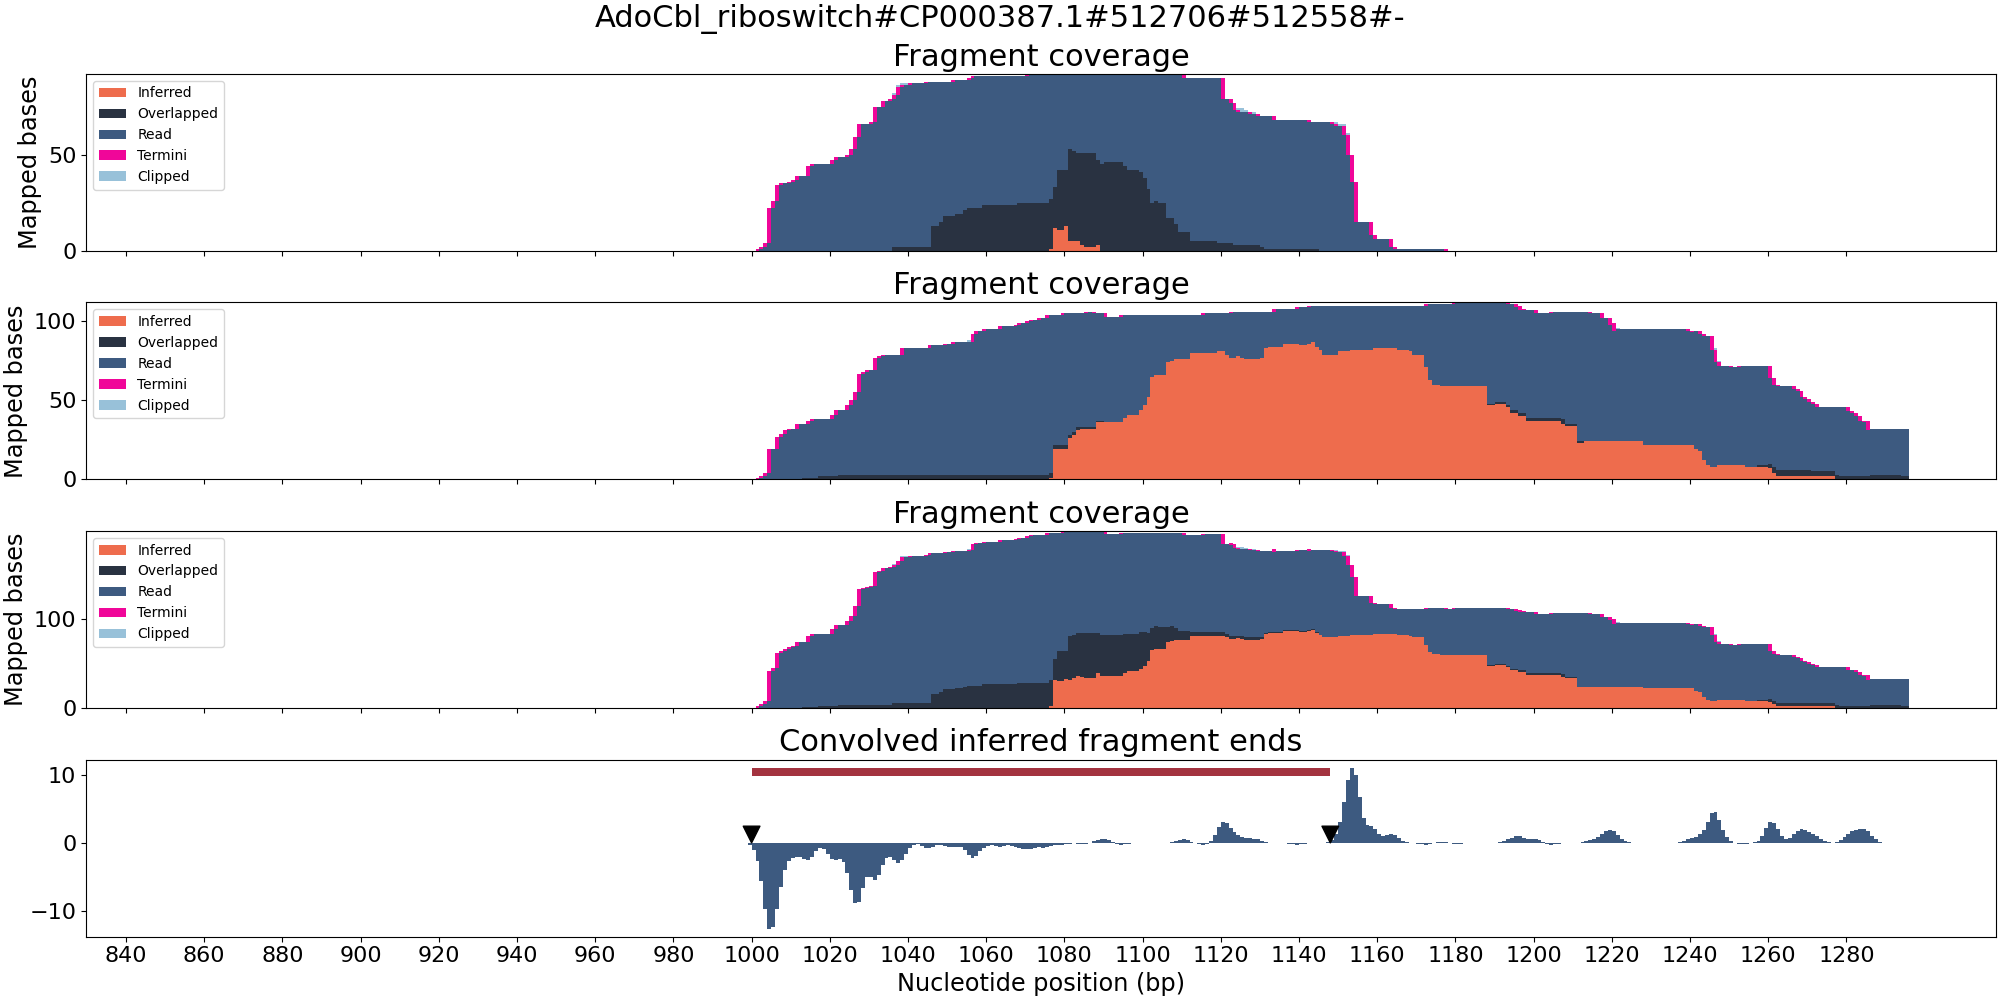 AdoCbl_riboswitch#CP000387.1#512706#512558#-
Fragment coverage
Mapped bases
50
0
Inferred
Overlapped
Read
Termini
Clipped
Fragment coverage
Mapped bases
100
50
0
Inferred
Overlapped
Read
Termini
Clipped
Fragment coverage
Mapped bases
100
0
Inferred
Overlapped
Read
Termini
Clipped
Convolved inferred fragment ends
10
0
−10
840 860 880 900 920 940 960 980 1000 1020 1040 1060 1080 1100 1120 1140 1160 1180 1200 1220 1240 1260 1280
Nucleotide position (bp)